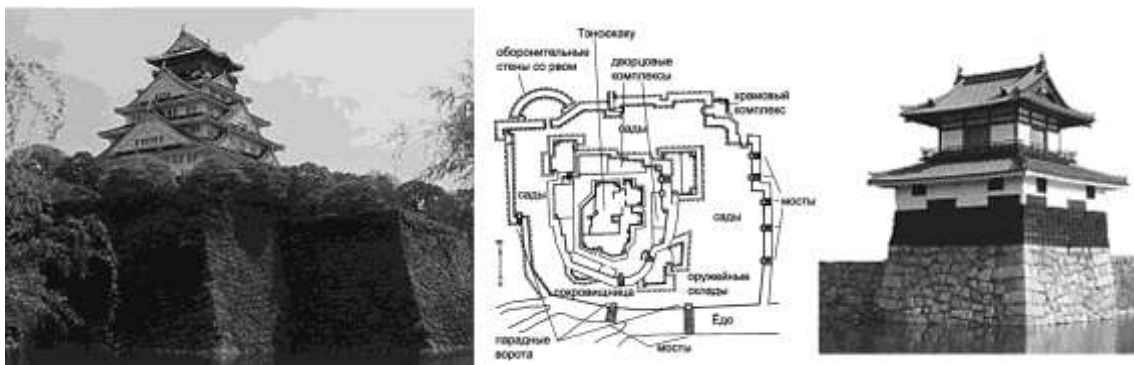 Тэнсюкаку
оборонительные
стены со рвом
дворцовые
комплексы
храмовый
комплекс
сады
сады
сады
мосты
оружейные
склады
сокровищница
Ёдо
парадные
ворота
мосты